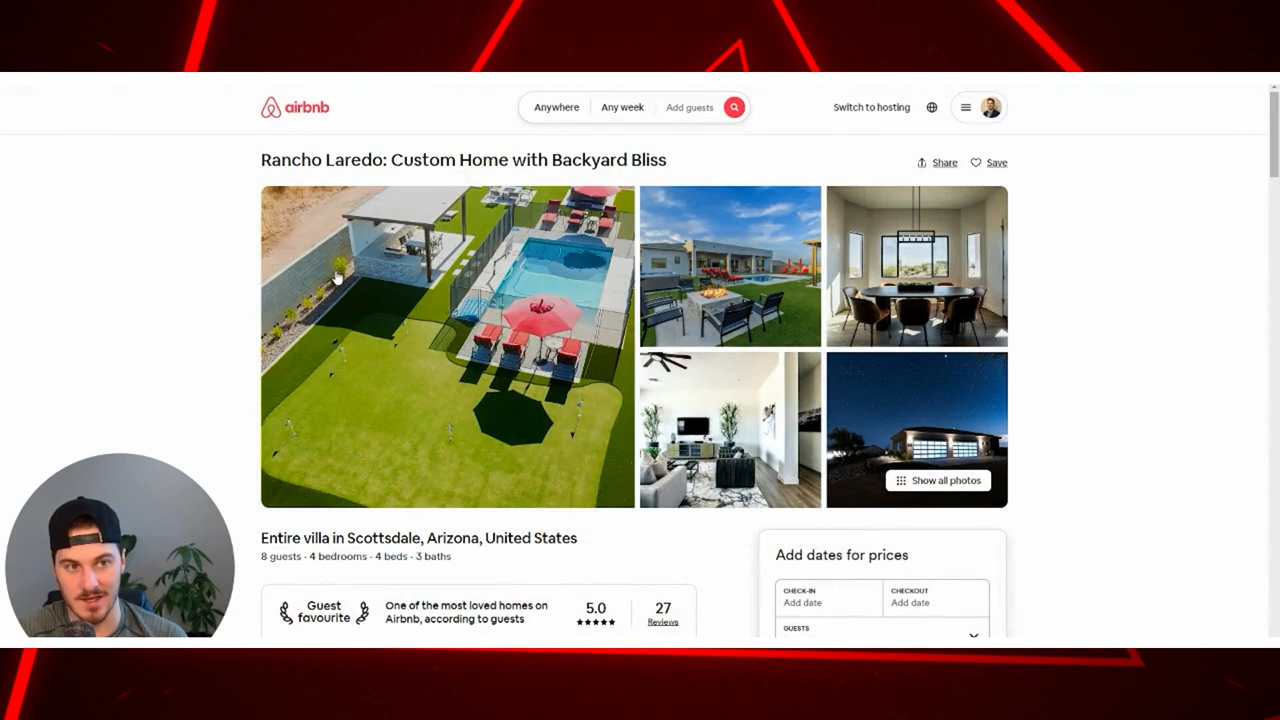 airbnb
Anywhere
Any week
Add guests
Switch to hosting
Rancho Laredo: Custom Home with Backyard Bliss
Share
Save
Show all photos
Entire villa in Scottsdale, Arizona, United States
8 guests · 4 bedrooms · 4 beds · 3 baths
Guest
favourite
One of the most loved homes on
Airbnb, according to guests
5.0
27
Reviews
Add dates for prices
CHECK-IN
Add date
CHECKOUT
Add date
GUESTS